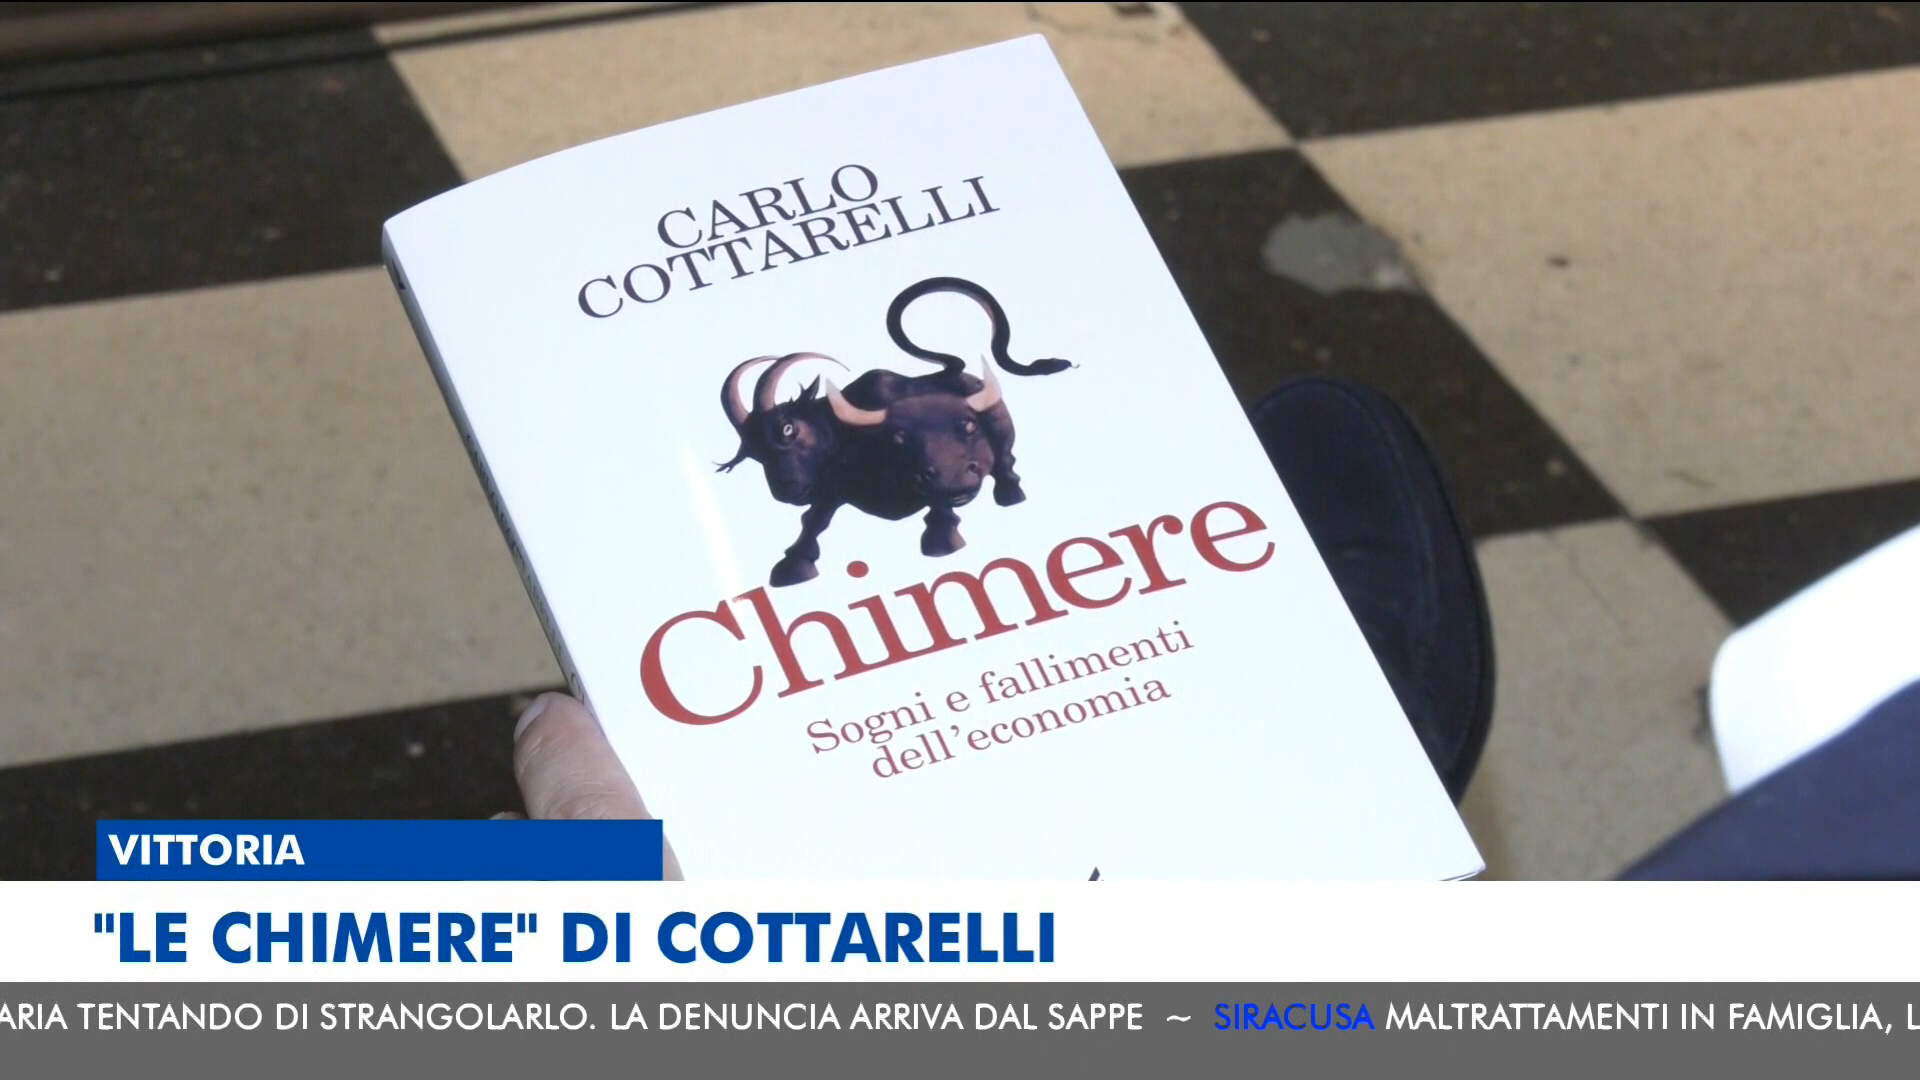 CARLO
COTTARELLI
Chimere
Sogni e fallimenti
dell'economia
VITTORIA
"LE CHIMERE" DI COTTARELLI
ARIA TENTANDO DI STRANGOLARLO. LA DENUNCIA ARRIVA DAL SAPPE ~ SIRACUSA MALTRATTAMENTI IN FAMIGLIA, L